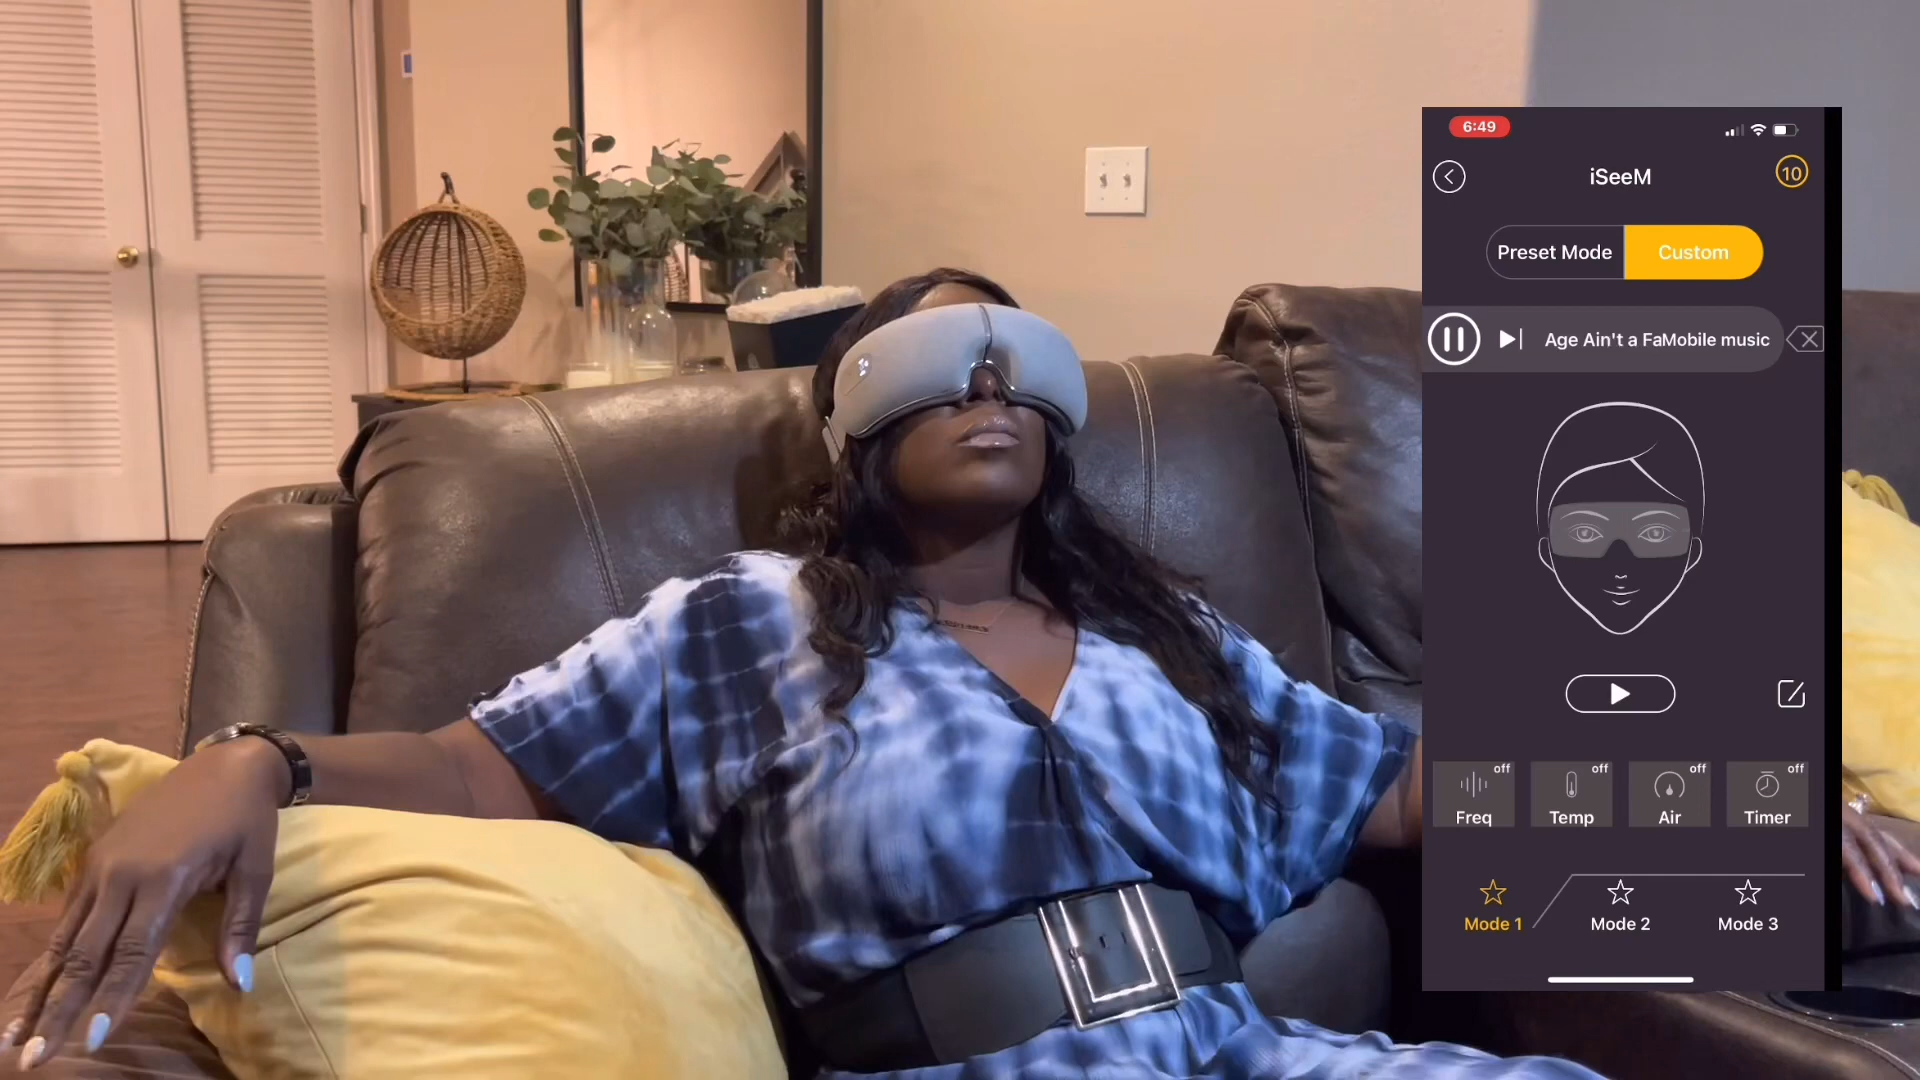 6:49
iSeeM
10
Preset Mode
Custom
Age Ain't a FaMobile music
off
off
off
off
Freq
Temp
Air
Timer
Mode 1
Mode 2
Mode 3